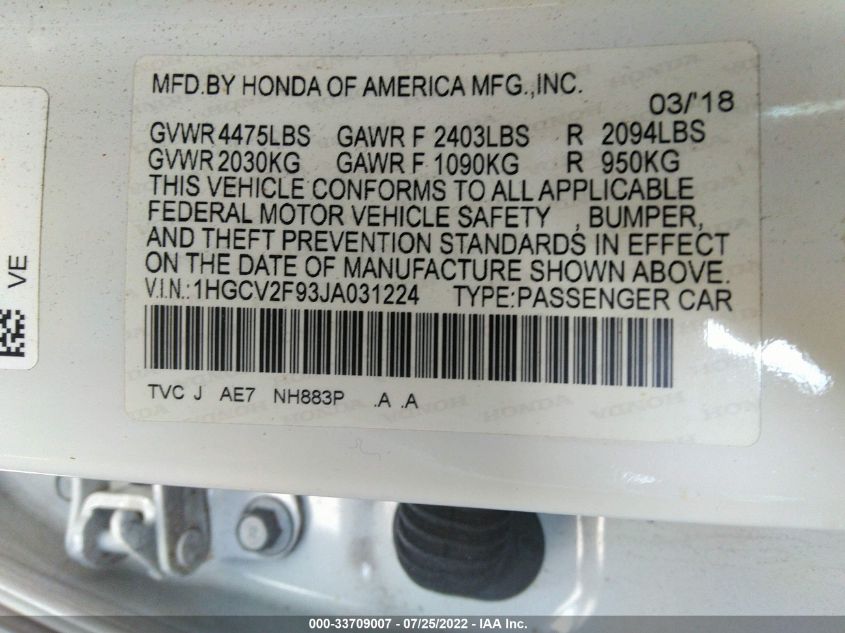 MFD.BY HONDA OF AMERICA MFG.,INC.
03/'18
GVWR 4475LBS GAWR F 2403LBS R 2094LBS
GVWR 2030KG GAWR F 1090KG R 950KG
THIS VEHICLE CONFORMS TO ALL APPLICABLE
FEDERAL MOTOR VEHICLE SAFETY , BUMPER,
AND THEFT PREVENTION STANDARDS IN EFFECT
ON THE DATE OF MANUFACTURE SHOWN ABOVE.
V.I.N.:1HGCV2F93JA031224 TYPE:PASSENGER CAR
TVC J AE7 NH883P .A .A
VE
000-33709007 - 07/25/2022 - IAA Inc.